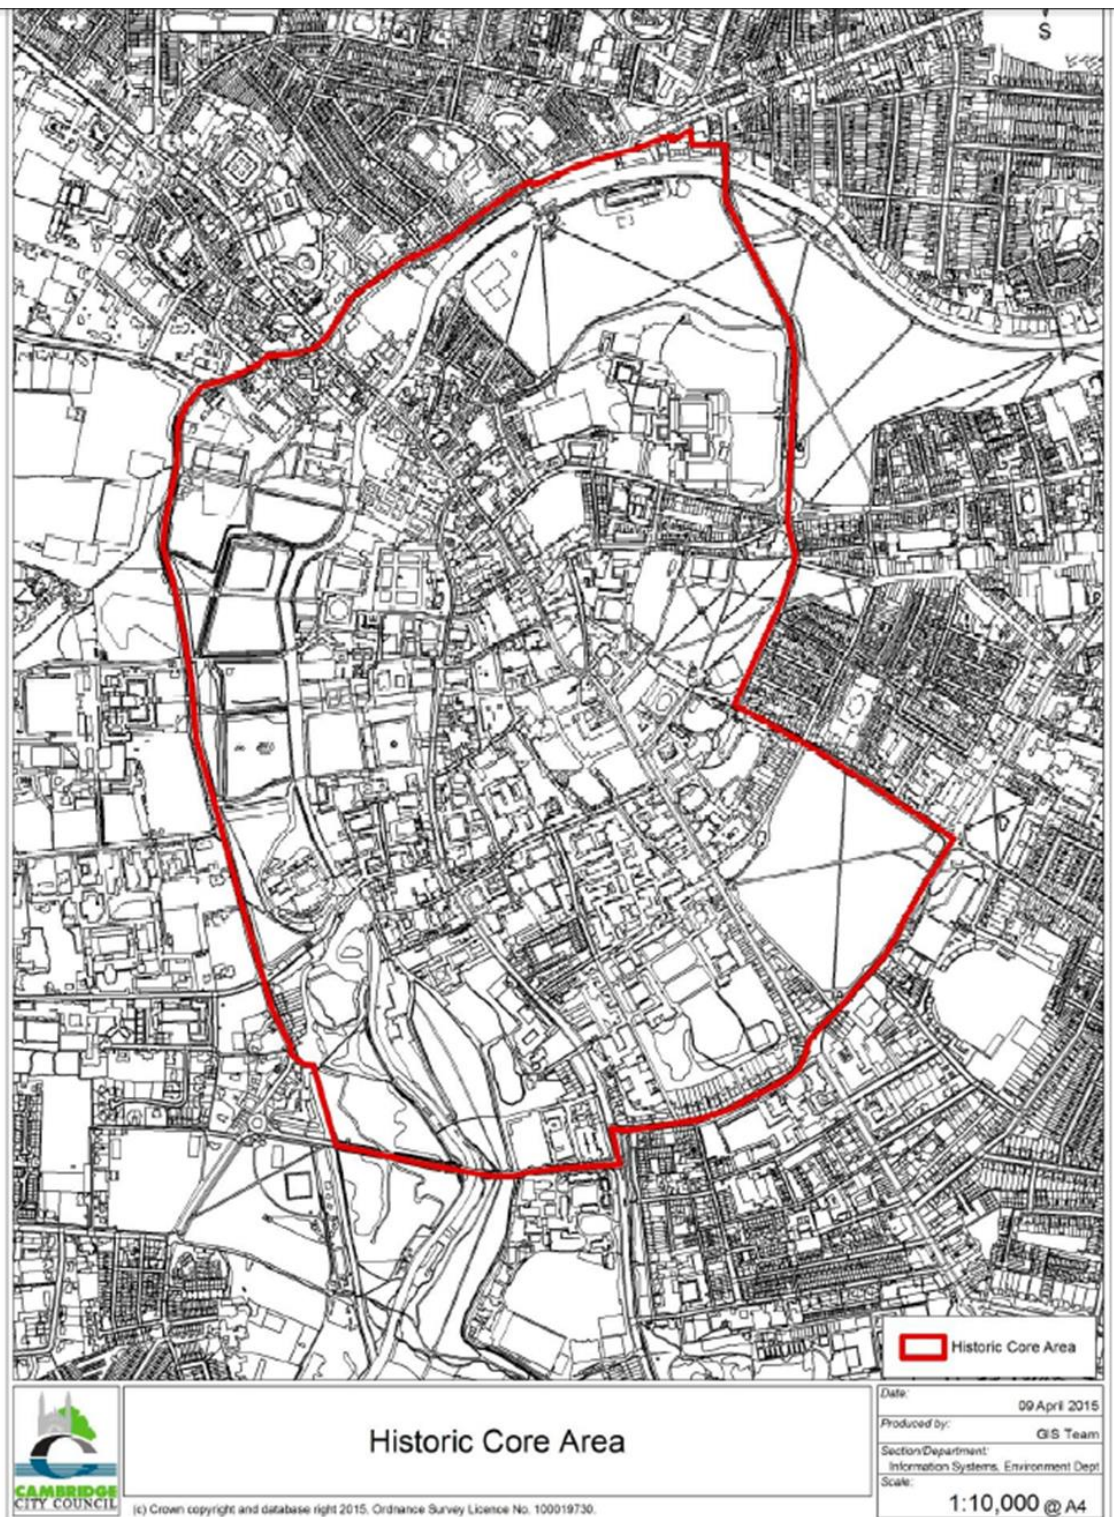 S
Historic Core Area
CAMBRIDGE
CITY COUNCIL
Historic Core Area
(c) Crown copyright and database right 2015. Ordnance Survey Licence No. 100019730.
Date:
09 April 2015
Produced by:
GIS Team
Section/Department:
Information Systems, Environment Dept
Scale:
1:10,000 @ A4